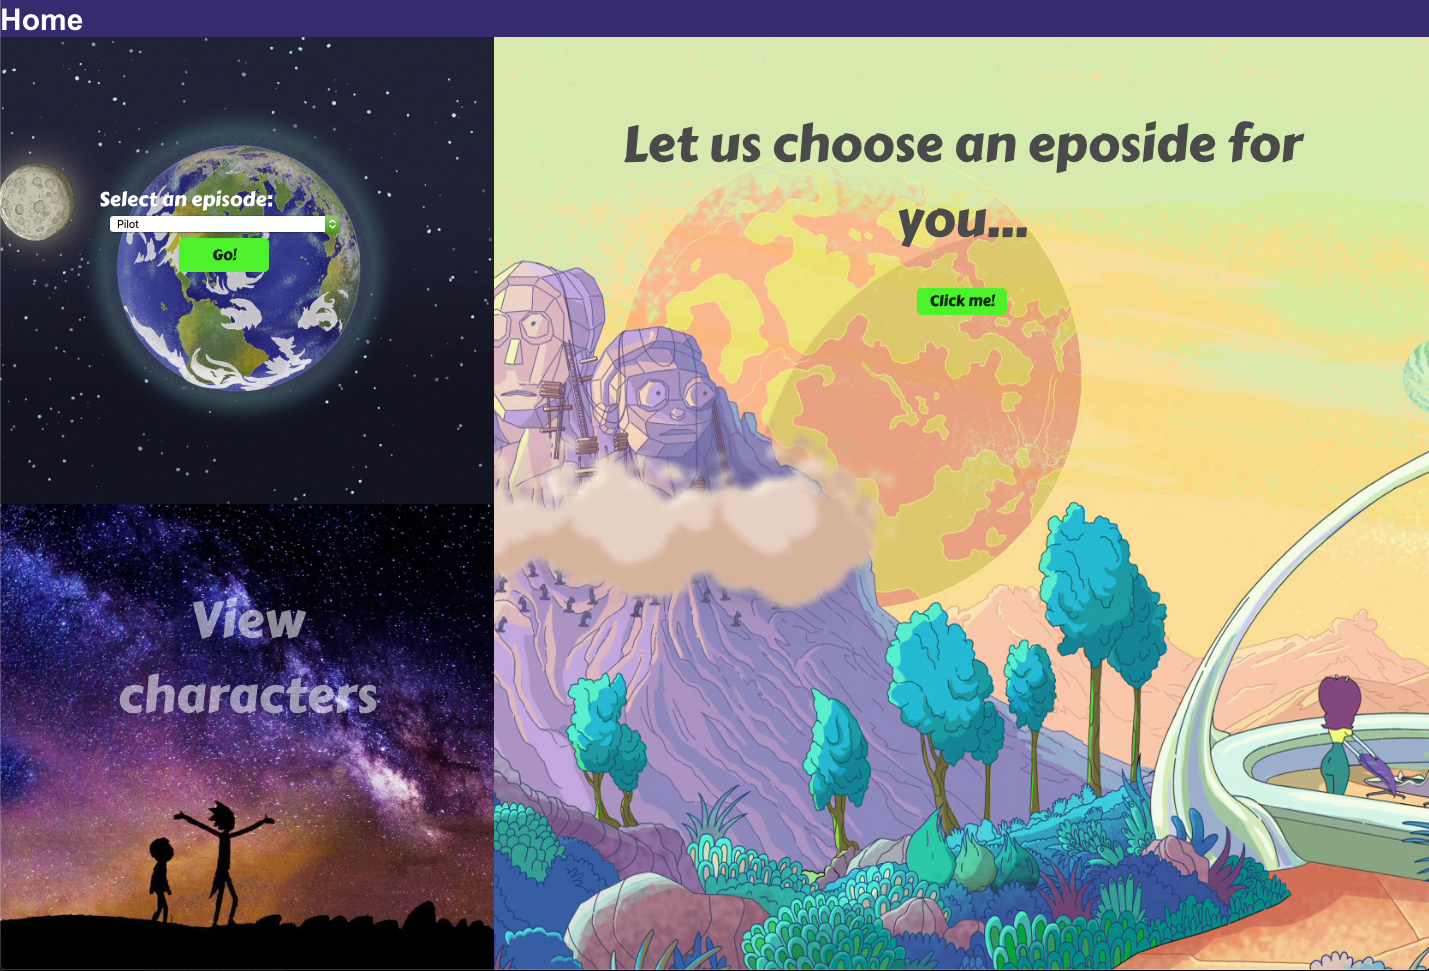 Home
Select an episode:
Pilot
Go!
Let us choose an eposide for
you...
Click me!
View
characters